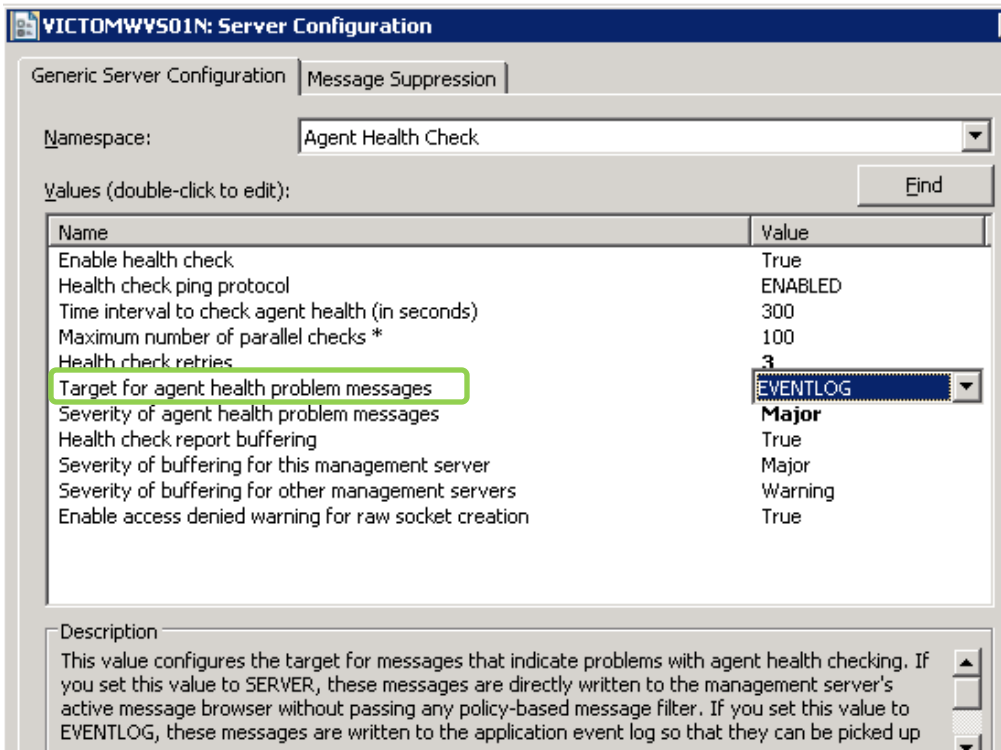 VICTOMWVS01N: Server Configuration
Generic Server Configuration Message Suppression
Namespace: Agent Health Check
Values (double-click to edit): Find
Name Value
Enable health check True
Health check ping protocol ENABLED
Time interval to check agent health (in seconds) 300
Maximum number of parallel checks * 100
Health check retries 3
Target for agent health problem messages EVENTLOG
Severity of agent health problem messages Major
Health check report buffering True
Severity of buffering for this management server Major
Severity of buffering for other management servers Warning
Enable access denied warning for raw socket creation True
Description
This value configures the target for messages that indicate problems with agent health checking. If
you set this value to SERVER, these messages are directly written to the management server's
active message browser without passing any policy-based message filter. If you set this value to
EVENTLOG, these messages are written to the application event log so that they can be picked up